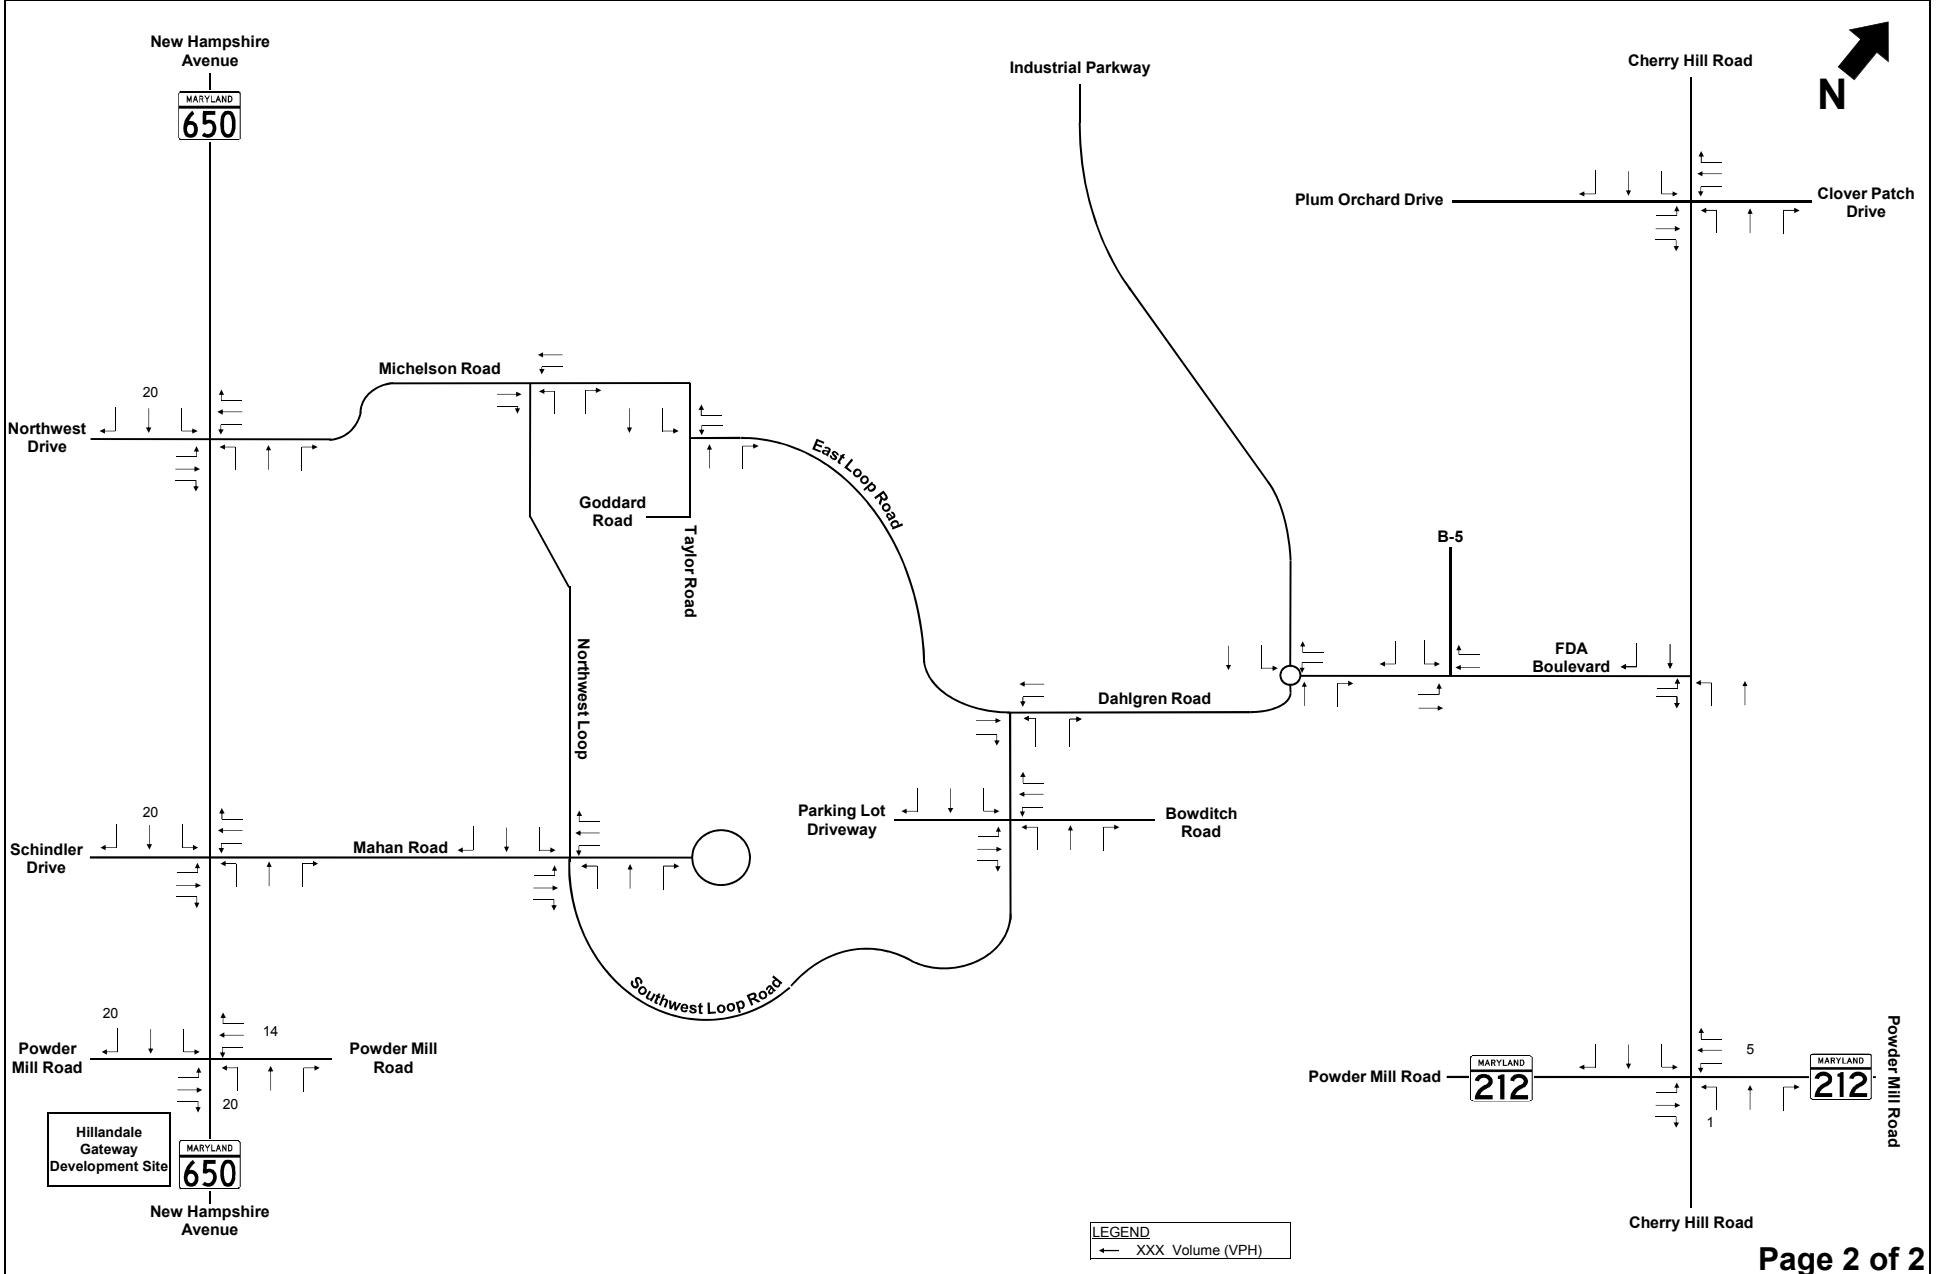 New Hampshire
Avenue
MARYLAND
650
Industrial Parkway
Cherry Hill Road
N
Plum Orchard Drive
Clover Patch
Drive
Michelson Road
20
Northwest
Drive
East Loop Road
Goddard
Road
Taylor Road
B-5
Northwest Loop
FDA
Boulevard
Dahlgren Road
20
Parking Lot
Driveway
Bowditch
Road
Schindler
Drive
Mahan Road
Southwest Loop Road
20
14
Powder
Mill Road
Powder Mill
Road
20
5
Powder Mill Road
MARYLAND
212
MARYLAND
212
Powder Mill Road
1
Hillandale
Gateway
Development Site
MARYLAND
650
New Hampshire
Avenue
LEGEND
XXX Volume (VPH)
Cherry Hill Road
Page 2 of 2